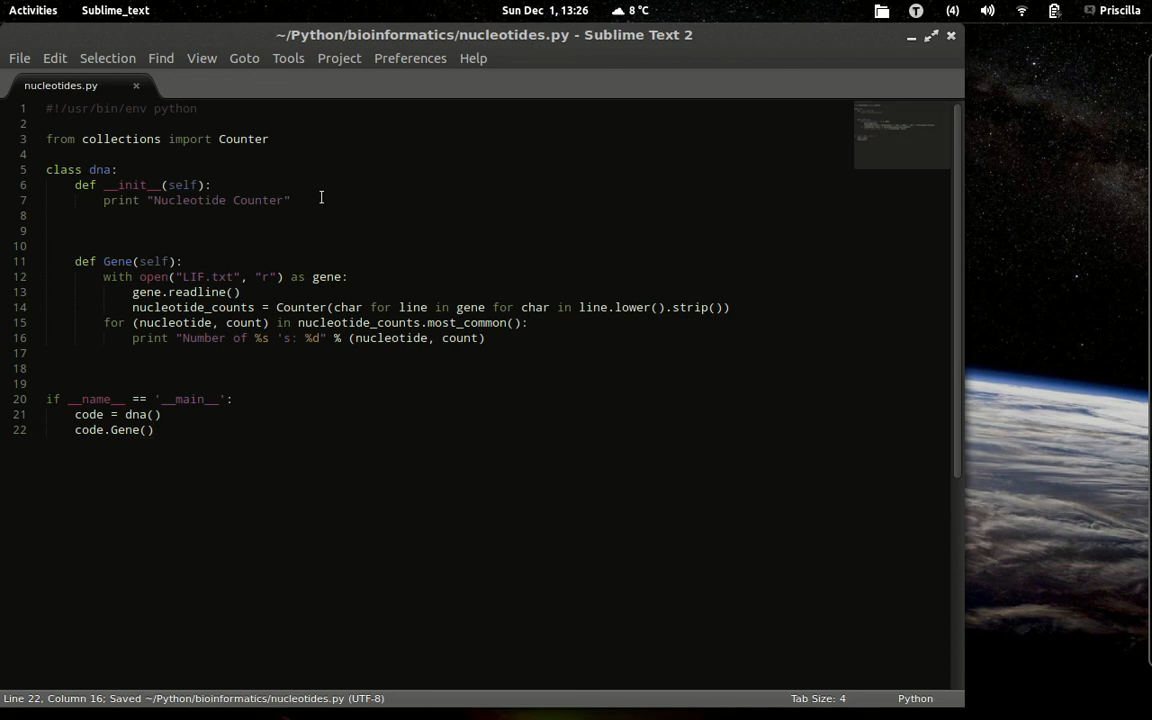 Activities Sublime_text Sun Dec 1, 13:26 8 °C (4) Priscilla
~/Python/bioinformatics/nucleotides.py - Sublime Text 2
File Edit Selection Find View Goto Tools Project Preferences Help
nucleotides.py ×
1 #!/usr/bin/env python
2
3 from collections import Counter
4
5 class dna:
6     def __init__(self):
7         print "Nucleotide Counter"
8
9
10
11     def Gene(self):
12         with open("LIF.txt", "r") as gene:
13             gene.readline()
14             nucleotide_counts = Counter(char for line in gene for char in line.lower().strip())
15         for (nucleotide, count) in nucleotide_counts.most_common():
16             print "Number of %s 's: %d" % (nucleotide, count)
17
18
19
20 if __name__ == '__main__':
21     code = dna()
22     code.Gene()
Line 22, Column 16; Saved ~/Python/bioinformatics/nucleotides.py (UTF-8) Tab Size: 4 Python